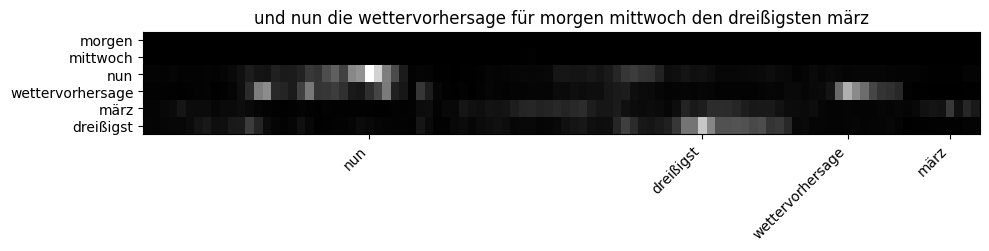 und nun die wettervorhersage für morgen mittwoch den dreißigsten märz
morgen
mittwoch
nun
wettervorhersage
märz
dreißigst
nun
dreißigst
wettervorhersage
märz